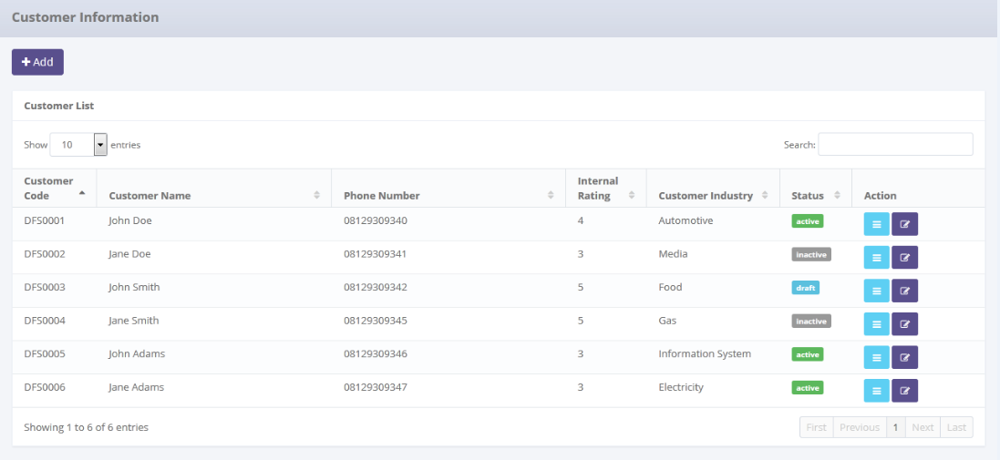 Customer Information
Add
Customer List
Show 10 entries Search:
Customer Code Customer Name Phone Number Internal Rating Customer Industry Status Action
DFS0001 John Doe 08129309340 4 Automotive active
DFS0002 Jane Doe 08129309341 3 Media inactive
DFS0003 John Smith 08129309342 5 Food draft
DFS0004 Jane Smith 08129309345 5 Gas inactive
DFS0005 John Adams 08129309346 3 Information System active
DFS0006 Jane Adams 08129309347 3 Electricity active
Showing 1 to 6 of 6 entries First Previous 1 Next Last